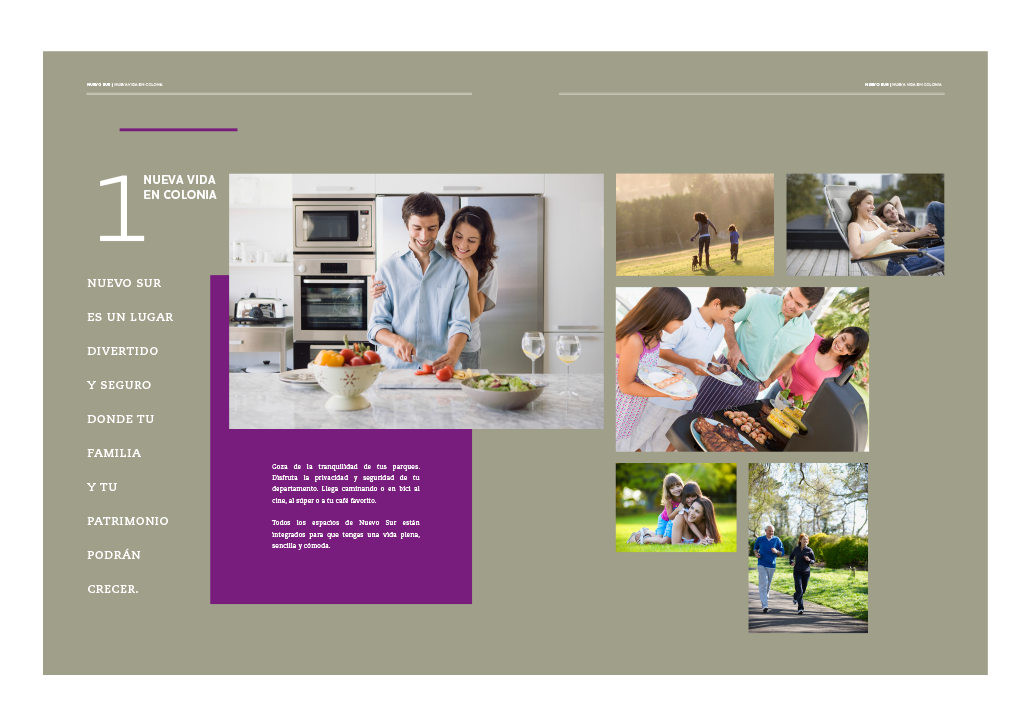 NUEVO SUR | NUEVA VIDA EN COLONIA
NUEVO SUR | NUEVA VIDA EN COLONIA
1
NUEVA VIDA
EN COLONIA
NUEVO SUR
ES UN LUGAR
DIVERTIDO
Y SEGURO
DONDE TU
FAMILIA
Y TU
PATRIMONIO
PODRÁN
CRECER.
Goza de la tranquilidad de tus parques.
Disfruta la privacidad y seguridad de tu
departamento. Llega caminando o en bici al
cine, al súper o a tu café favorito.
Todos los espacios de Nuevo Sur están
integrados para que tengas una vida plena,
sencilla y cómoda.